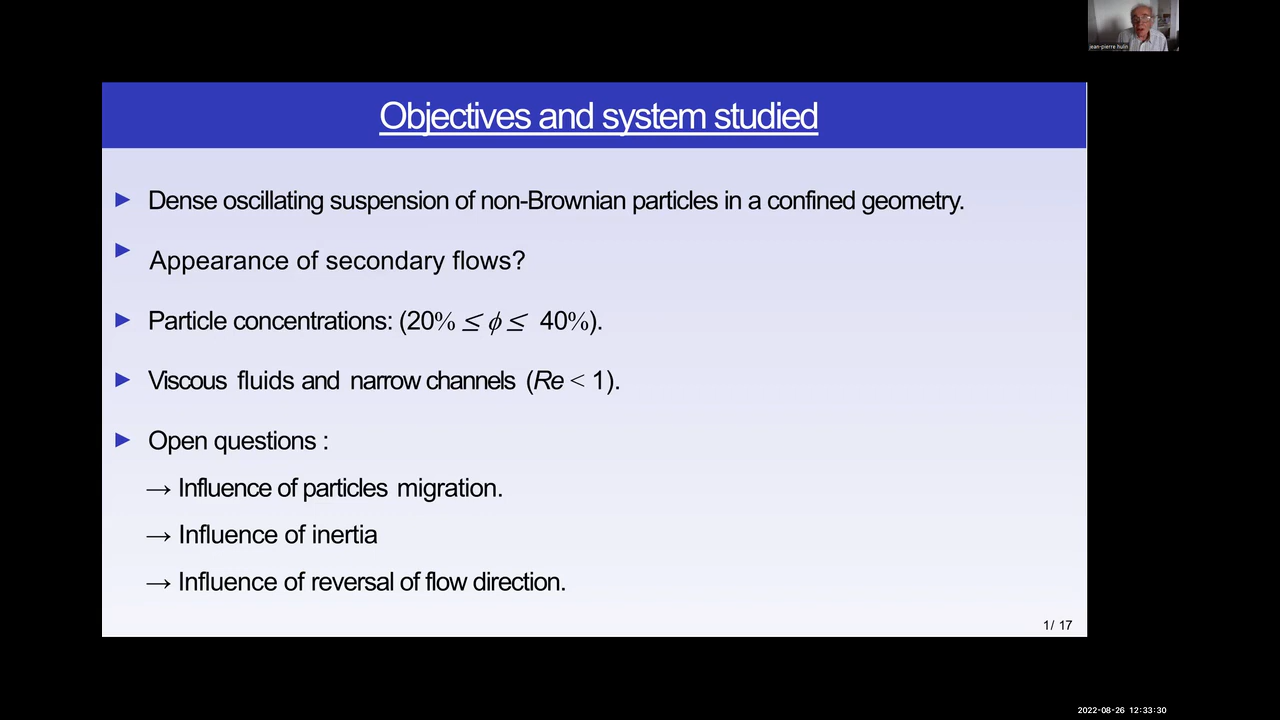 jean-pierre hulin
Objectives and system studied
► Dense oscillating suspension of non-Brownian particles in a confined geometry.
► Appearance of secondary flows?
► Particle concentrations: (20% ≤ ϕ ≤ 40%).
► Viscous fluids and narrow channels (Re < 1).
► Open questions :
→ Influence of particles migration.
→ Influence of inertia
→ Influence of reversal of flow direction.
1/ 17
2022-08-26 12:33:30